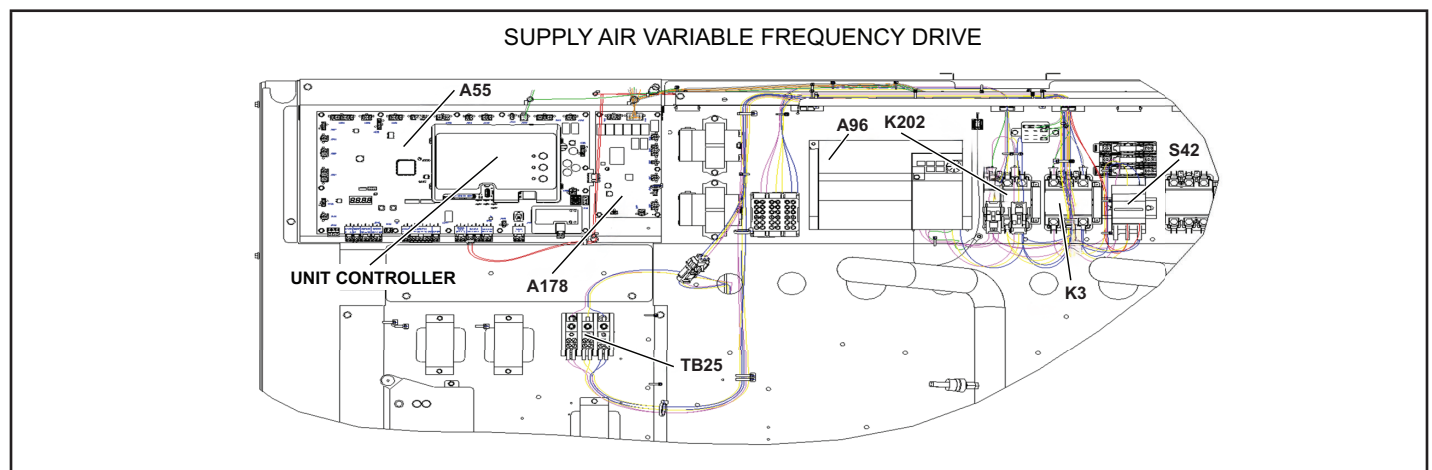 SUPPLY AIR VARIABLE FREQUENCY DRIVE
A55
A96
K202
S42
UNIT CONTROLLER
A178
K3
TB25